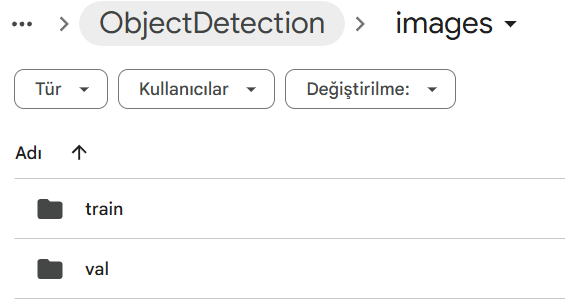 ... > ObjectDetection > images
Tür Kullanıcılar Değiştirilme:
Adı ↑
train
val